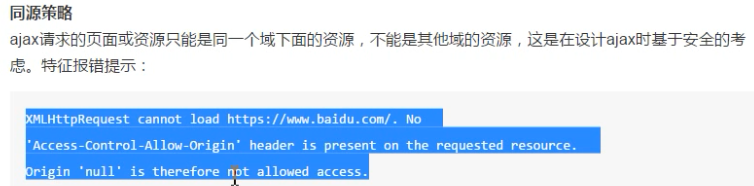 同源策略
ajax请求的页面或资源只能是同一个域下面的资源，不能是其他域的资源，这是在设计ajax时基于安全的考
虑。特征报错提示：
XMLHttpRequest cannot load https://www.baidu.com/. No
'Access-Control-Allow-Origin' header is present on the requested resource.
Origin 'null' is therefore not allowed access.